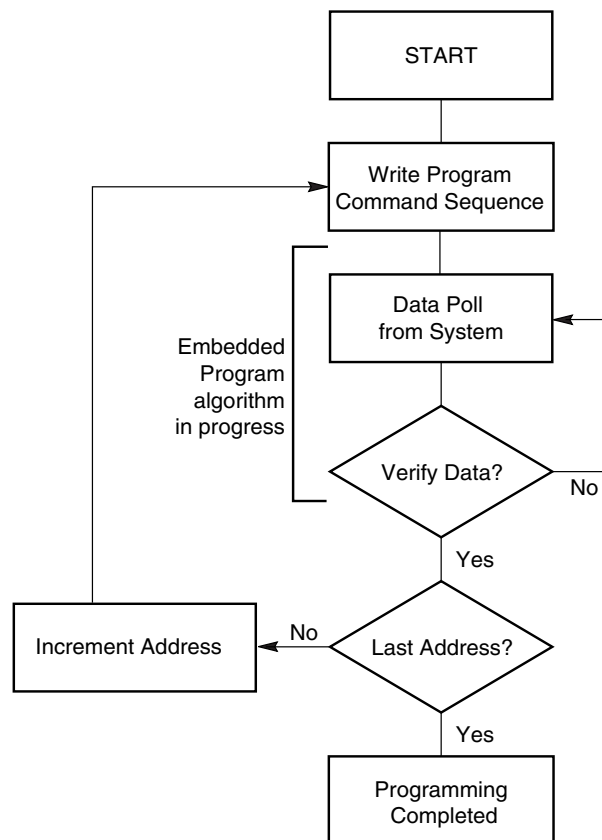 START
Write Program
Command Sequence
Data Poll
from System
Embedded
Program
algorithm
in progress
Verify Data?
No
Yes
Increment Address
No
Last Address?
Yes
Programming
Completed